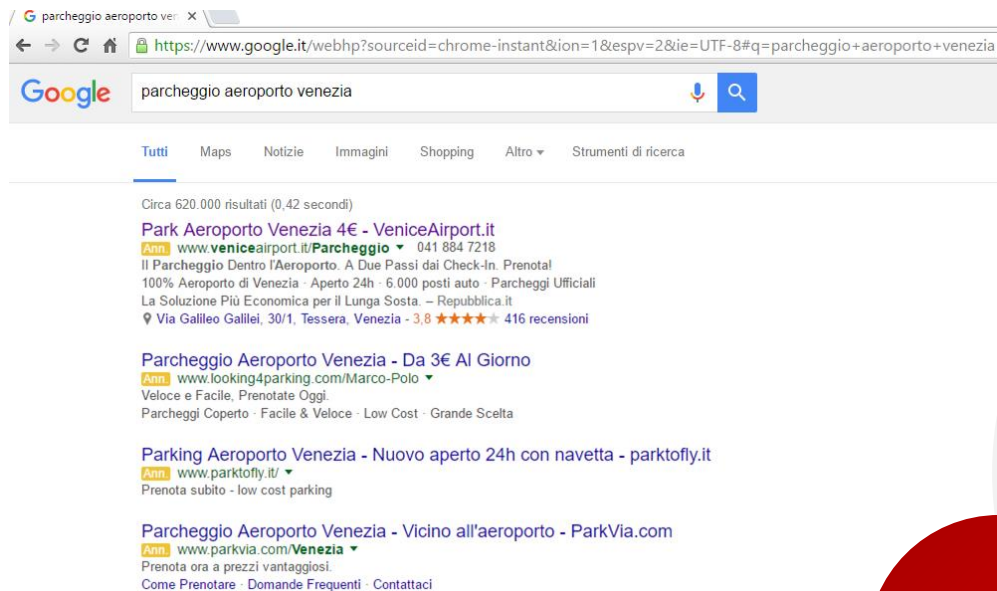 G parcheggio aeroporto ven
https://www.google.it/webhp?sourceid=chrome-instant&ion=1&espv=2&ie=UTF-8#q=parcheggio+aeroporto+venezia
Google parcheggio aeroporto venezia
Tutti Maps Notizie Immagini Shopping Altro Strumenti di ricerca
Circa 620.000 risultati (0,42 secondi)
Park Aeroporto Venezia 4€ - VeniceAirport.it
Ann. www.veniceairport.it/Parcheggio 041 884 7218
Il Parcheggio Dentro l'Aeroporto. A Due Passi dai Check-In. Prenota!
100% Aeroporto di Venezia · Aperto 24h · 6.000 posti auto · Parcheggi Ufficiali
La Soluzione Più Economica per il Lunga Sosta. – Repubblica.it
Via Galileo Galilei, 30/1, Tessera, Venezia - 3,8 ★★★★★ 416 recensioni
Parcheggio Aeroporto Venezia - Da 3€ Al Giorno
Ann. www.looking4parking.com/Marco-Polo
Veloce e Facile, Prenotate Oggi.
Parcheggi Coperto · Facile & Veloce · Low Cost · Grande Scelta
Parking Aeroporto Venezia - Nuovo aperto 24h con navetta - parktofly.it
Ann. www.parktofly.it/
Prenota subito - low cost parking
Parcheggio Aeroporto Venezia - Vicino all'aeroporto - ParkVia.com
Ann. www.parkvia.com/Venezia
Prenota ora a prezzi vantaggiosi.
Come Prenotare · Domande Frequenti · Contattaci